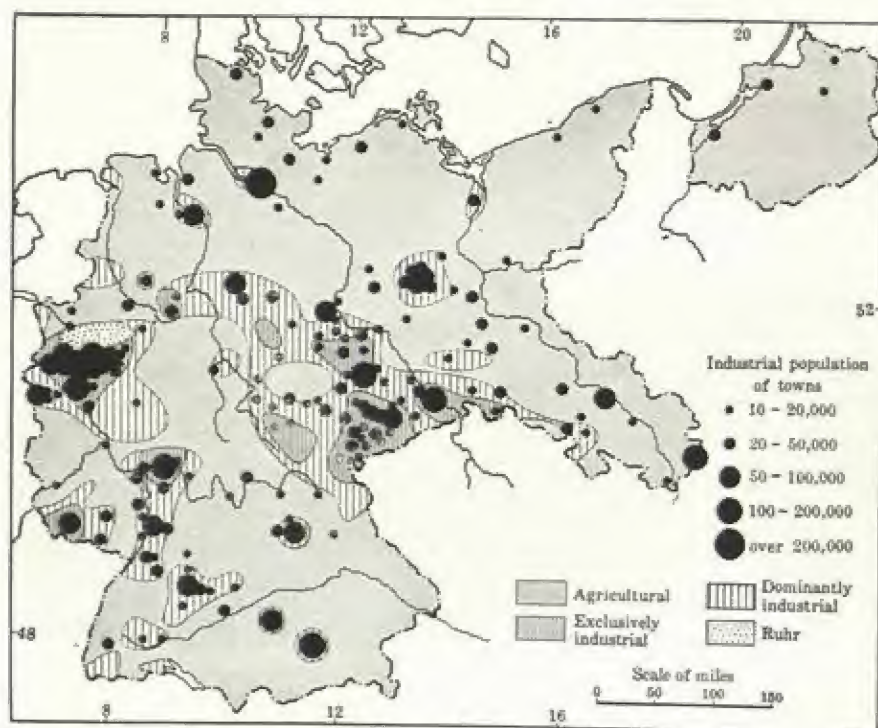 8
12
16
20
52
Industrial population
of towns
10 - 20,000
20 - 50,000
50 - 100,000
100 - 200,000
over 200,000
Agricultural
Dominantly
industrial
Exclusively
industrial
Ruhr
48
Scale of miles
0 50 100 150
8
12
16